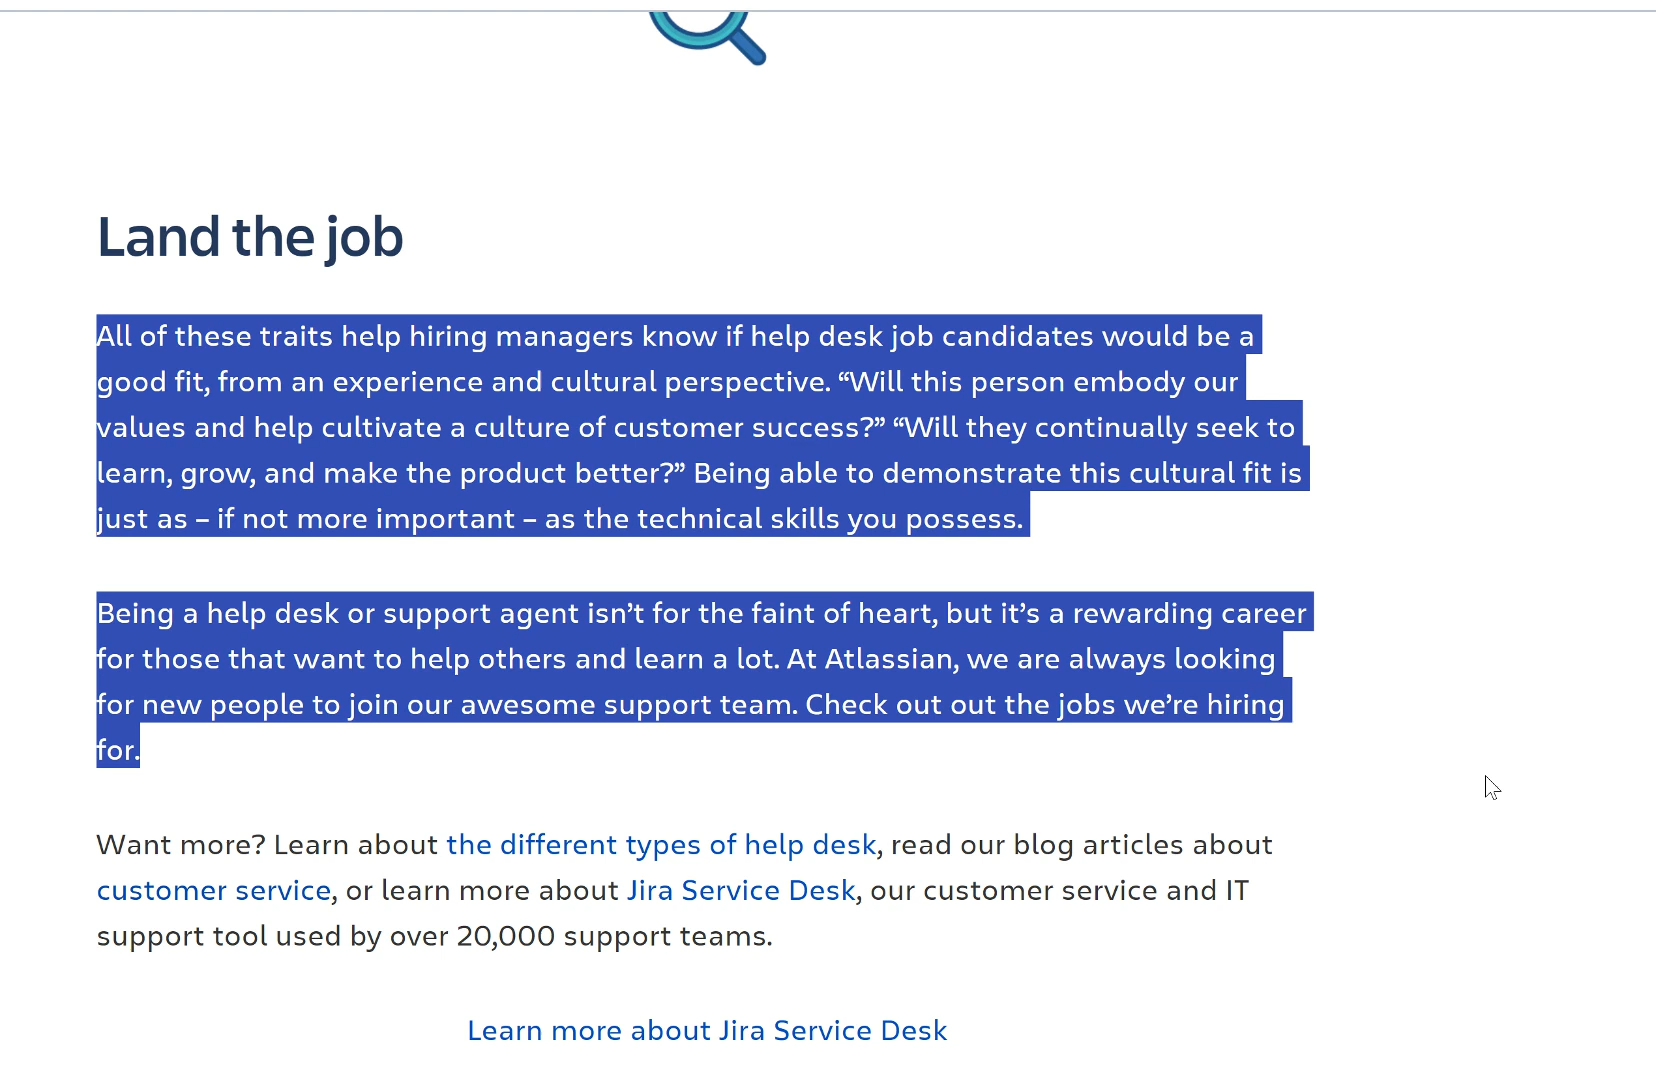 Land the job
All of these traits help hiring managers know if help desk job candidates would be a
good fit, from an experience and cultural perspective. “Will this person embody our
values and help cultivate a culture of customer success?” “Will they continually seek to
learn, grow, and make the product better?” Being able to demonstrate this cultural fit is
just as – if not more important – as the technical skills you possess.
Being a help desk or support agent isn’t for the faint of heart, but it’s a rewarding career
for those that want to help others and learn a lot. At Atlassian, we are always looking
for new people to join our awesome support team. Check out out the jobs we’re hiring
for.
Want more? Learn about the different types of help desk, read our blog articles about
customer service, or learn more about Jira Service Desk, our customer service and IT
support tool used by over 20,000 support teams.
Learn more about Jira Service Desk